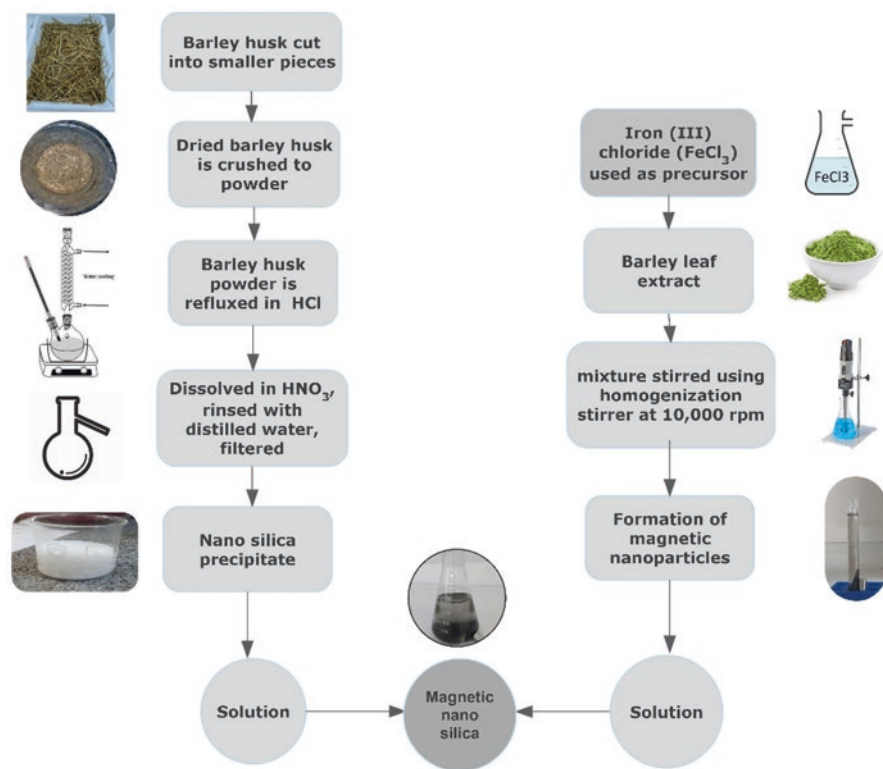 Barley husk cut
into smaller pieces
Dried barley husk
is crushed to
powder
Barley husk
powder is
refluxed in HCl
Dissolved in HNO₃,
rinsed with
distilled water,
filtered
Nano silica
precipitate
Solution
Iron (III)
chloride (FeCl₃)
used as precursor
FeCl3
Barley leaf
extract
mixture stirred using
homogenization
stirrer at 10,000 rpm
Formation of
magnetic
nanoparticles
Solution
Magnetic
nano
silica